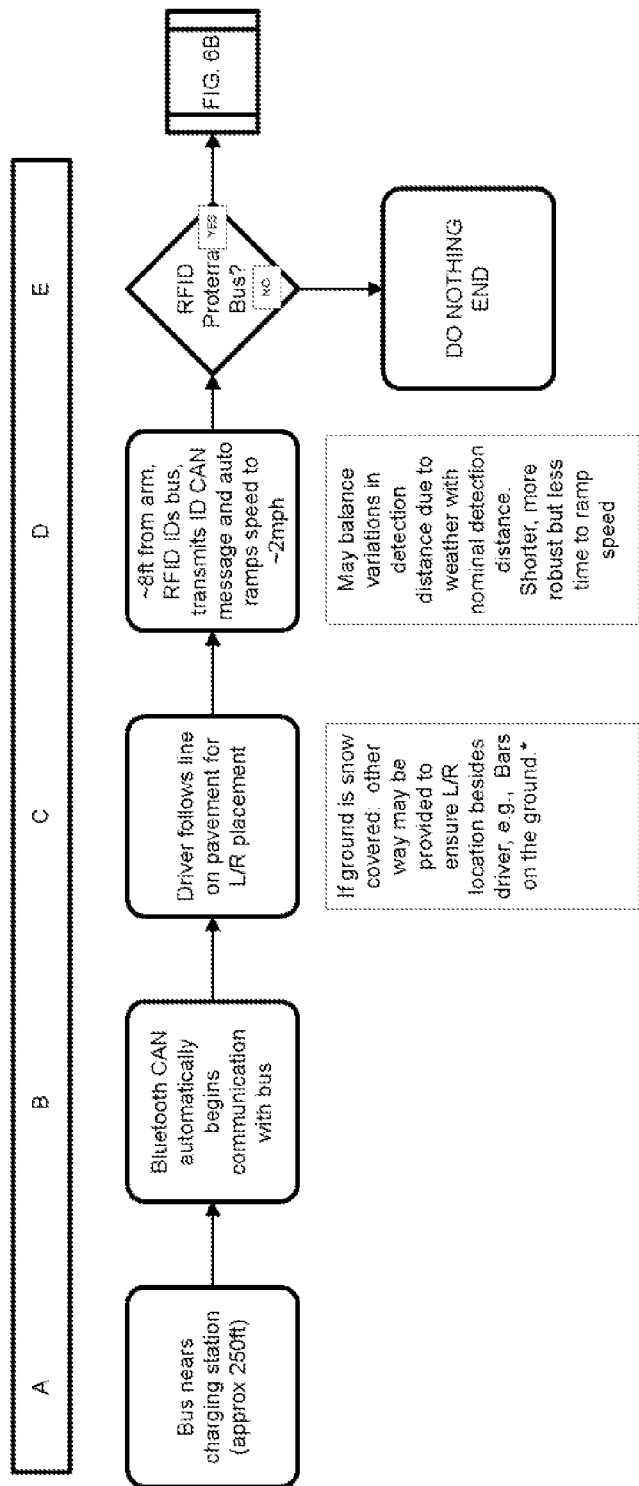 A
B
C
D
E
Bus nears
charging station
(approx 250ft)
Bluetooth CAN
automatically
begins
communication
with bus
Driver follows line
on pavement for
L/R placement
~8ft from arm,
RFID IDs bus,
transmits ID CAN
message and auto
ramps speed to
~2mph
RFID
Proterra
Bus?
YES
NO
FIG. 6B
If ground is snow
covered: other
way may be
provided to
ensure L/R
location besides
driver, e.g., Bars
on the ground.*
May balance
variations in
detection
distance due to
weather with
nominal detection
distance.
Shorter, more
robust but less
time to ramp
speed
DO NOTHING
END